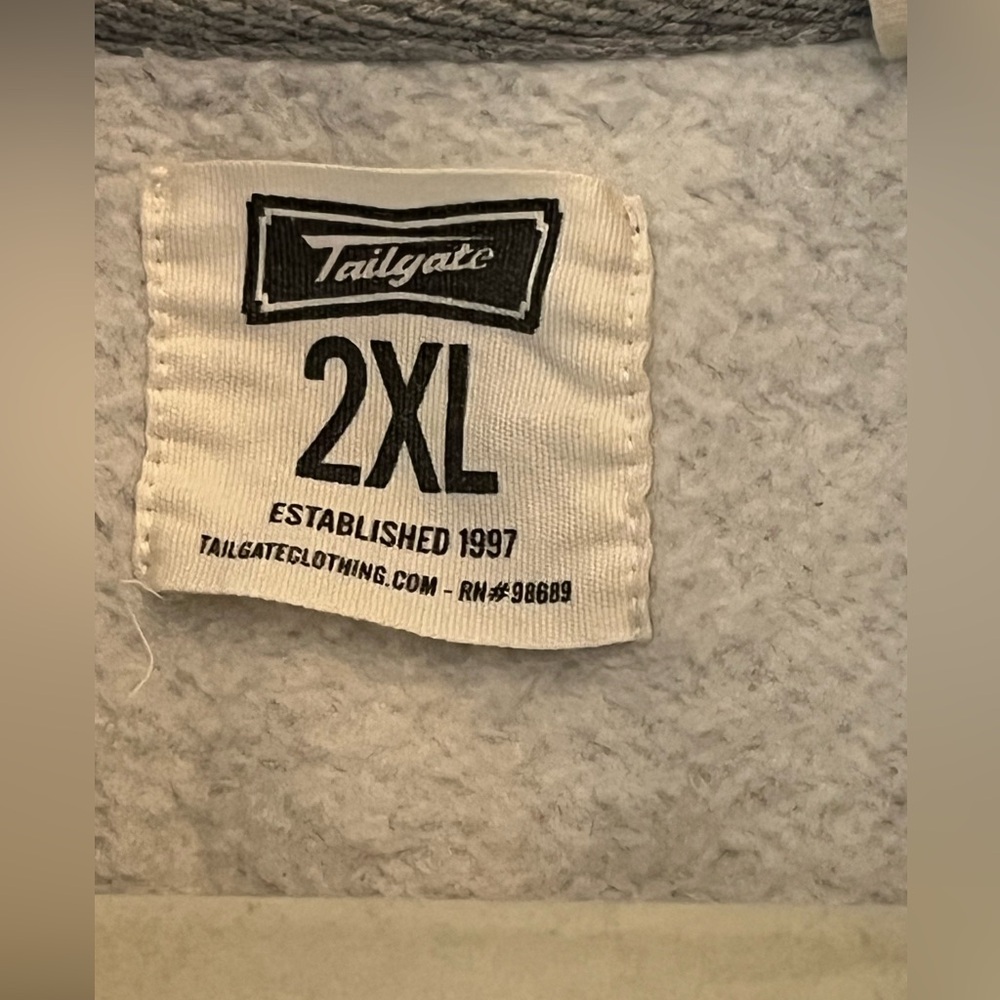 Tailgate
2XL
ESTABLISHED 1997
TAILGATECLOTHING.COM - RN#98689